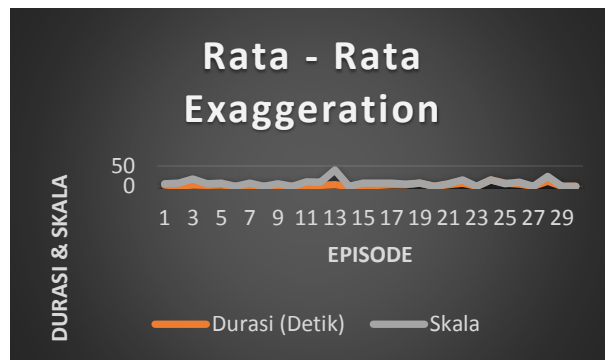 Rata - Rata
Exaggeration
DURASI & SKALA
50
0
1 3 5 7 9 11 13 15 17 19 21 23 25 27 29
EPISODE
Durasi (Detik) Skala